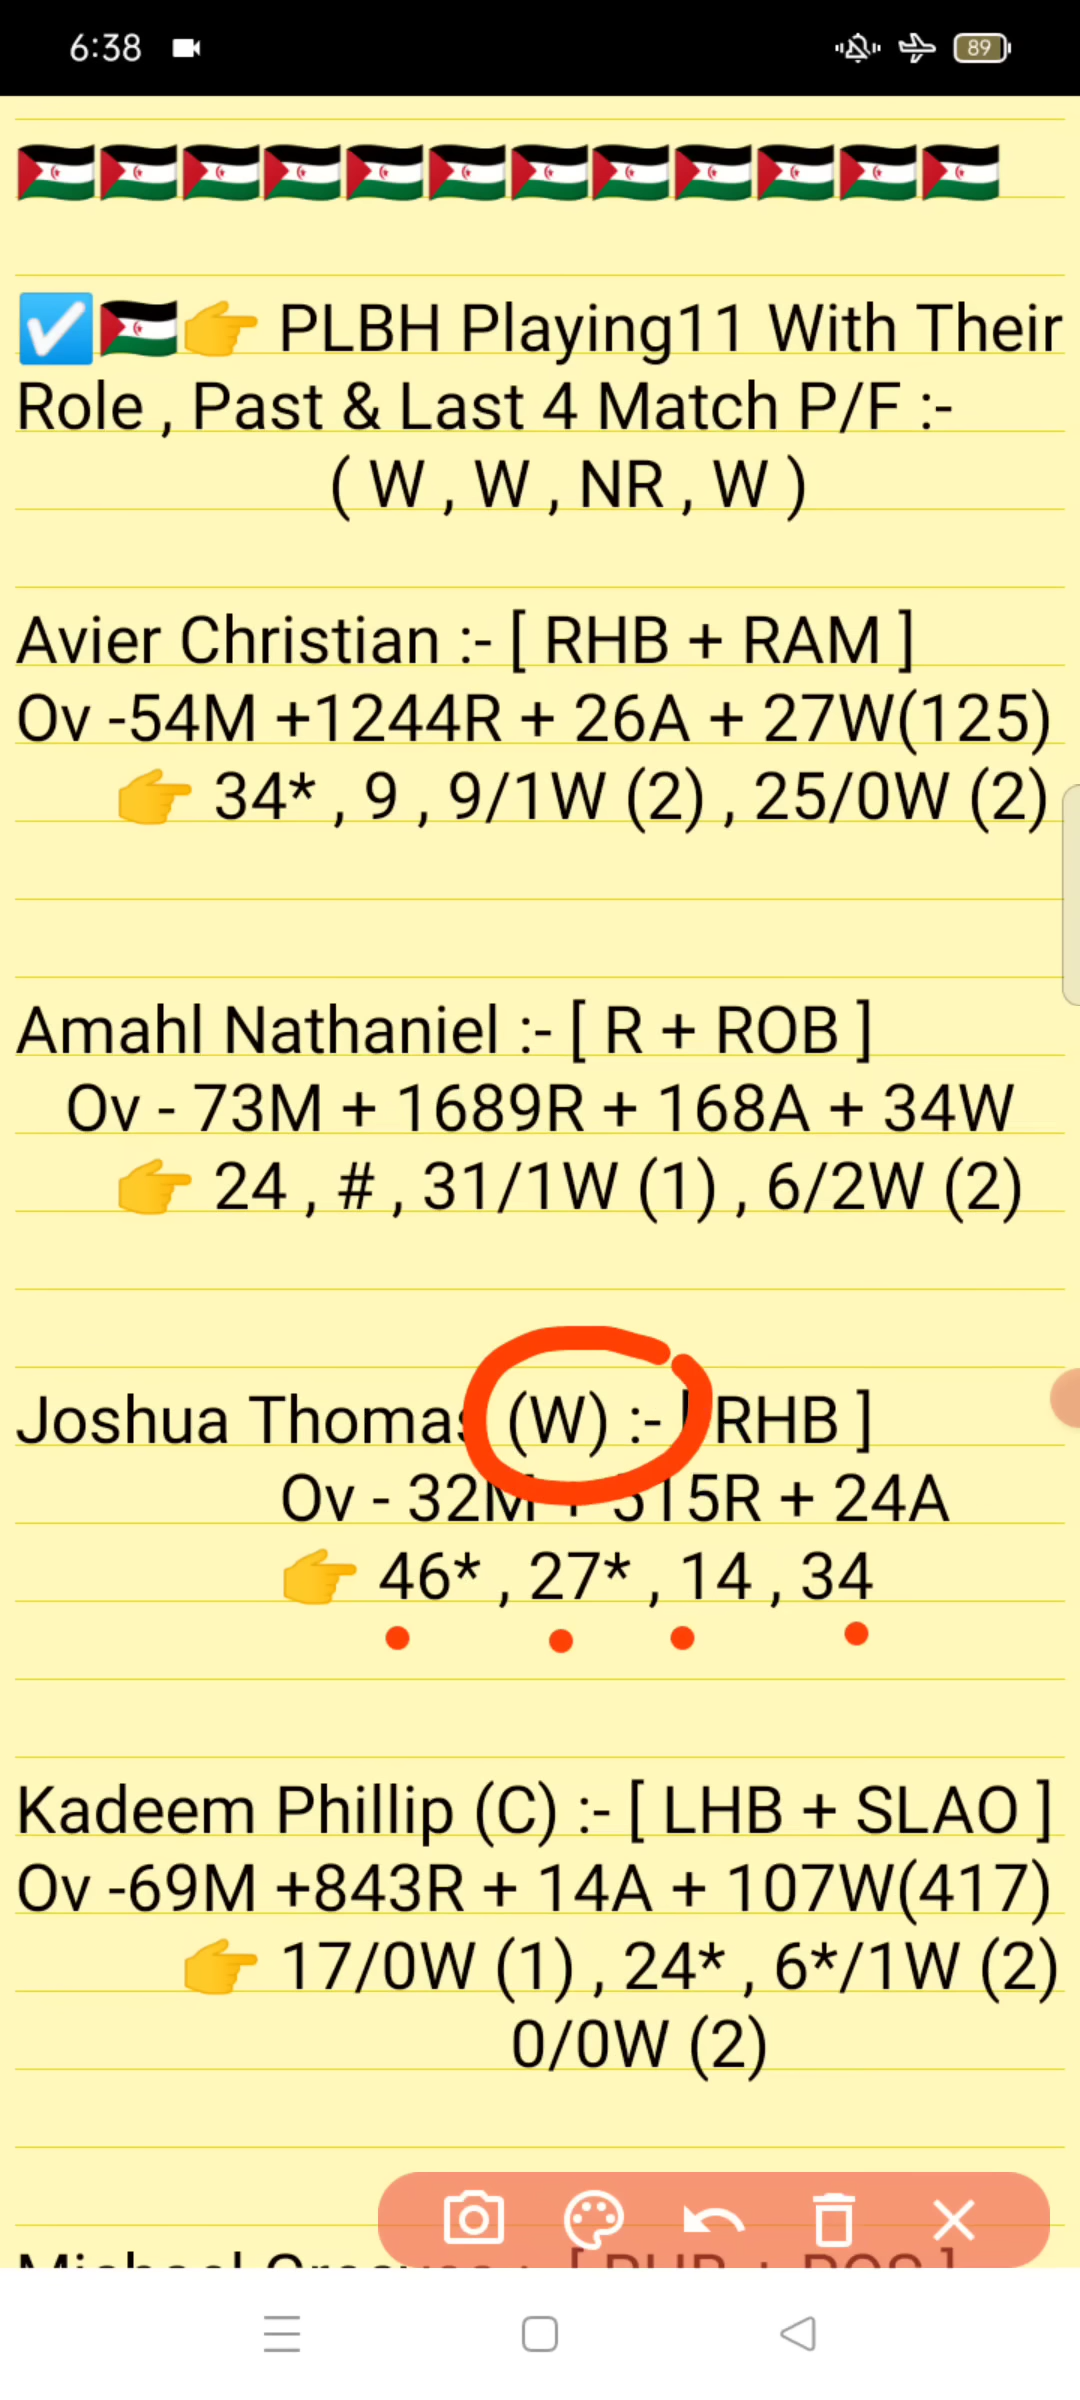 6:38
89
PLBH Playing11 With Their
Role , Past & Last 4 Match P/F :-
( W , W , NR , W )
Avier Christian :- [ RHB + RAM ]
Ov -54M +1244R + 26A + 27W(125)
34* , 9 , 9/1W (2) , 25/0W (2)
Amahl Nathaniel :- [ R + ROB ]
Ov - 73M + 1689R + 168A + 34W
24 , # , 31/1W (1) , 6/2W (2)
Joshua Thomas (W) :- [ RHB ]
Ov - 32M + 515R + 24A
46* , 27* , 14 , 34
Kadeem Phillip (C) :- [ LHB + SLAO ]
Ov -69M +843R + 14A + 107W(417)
17/0W (1) , 24* , 6*/1W (2)
0/0W (2)